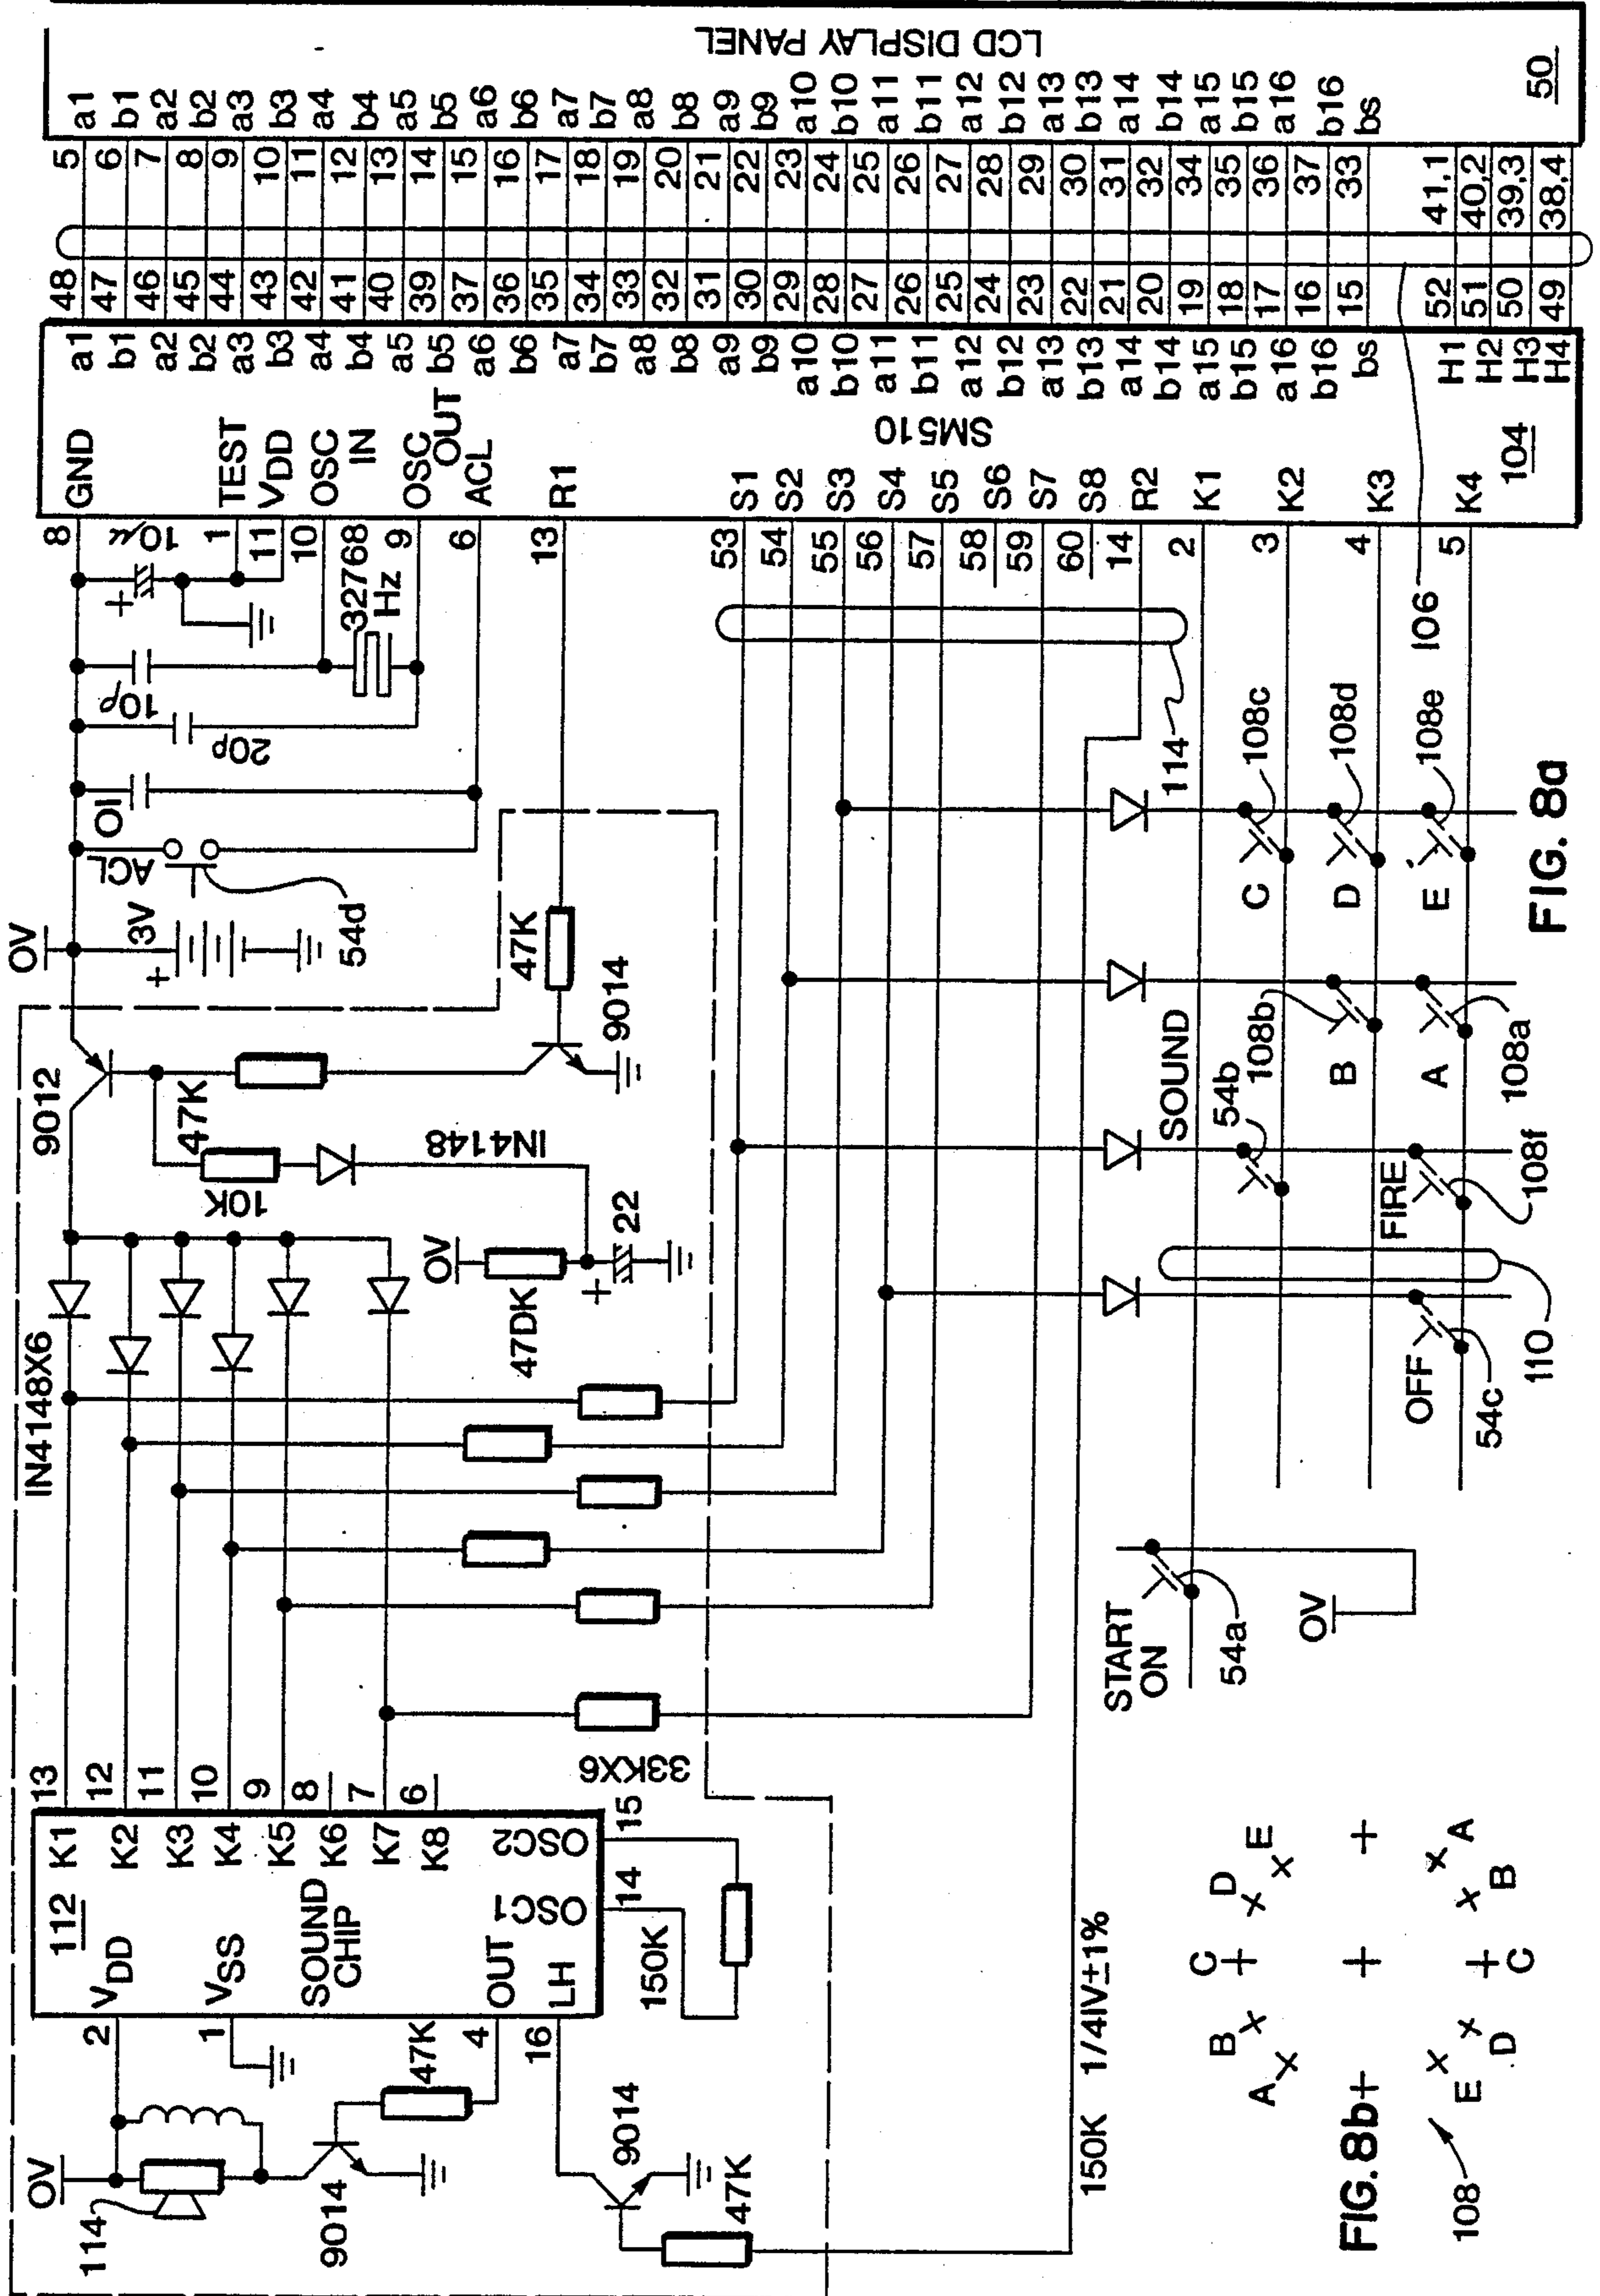 LCD DISPLAY PANEL
50
a1
b1
a2
b2
a3
b3
a4
b4
a5
b5
a6
b6
a7
b7
a8
b8
a9
b9
a10
b10
a11
b11
a12
b12
a13
b13
a14
b14
a15
b15
a16
b16
bs
5
6
7
8
9
10
11
12
13
14
15
16
17
18
19
20
21
22
23
24
25
26
27
28
29
30
31
32
34
35
36
37
33
41,1
40,2
39,3
38,4
48
47
46
45
44
43
42
41
40
39
37
36
35
34
33
32
31
30
29
28
27
26
25
24
23
22
21
20
19
18
17
16
15
52
51
50
49
a1
b1
a2
b2
a3
b3
a4
b4
a5
b5
a6
b6
a7
b7
a8
b8
a9
b9
a10
b10
a11
b11
a12
b12
a13
b13
a14
b14
a15
b15
a16
b16
bs
H1
H2
H3
H4
SM510
104
GND
TEST
VDD
OSC IN
OSC OUT
ACL
R1
S1
S2
S3
S4
S5
S6
S7
S8
R2
K1
K2
K3
K4
8
1
11
10
9
6
13
53
54
55
56
57
58
59
60
14
2
3
4
5
+
10µ
32768 Hz
10p
20p
01
ACL
54d
3V
+
0V
106
114
108c
108d
108e
C
D
E
FIG. 8a
9012
47K
47K
9014
10K
IN4148
0V
47DK
+
22
IN4148X6
SOUND
54b
108b
B
A
108a
FIRE
108f
110
OFF
54c
START ON
54a
0V
33KX6
13
12
11
10
9
8
7
6
K1
K2
K3
K4
K5
K6
K7
K8
112
VDD
VSS
SOUND CHIP
OUT
LH
OSC1
OSC2
14
15
150K
2
1
4
16
47K
0V
114
9014
9014
47K
150K 1/4IV±1%
A
B
C
D
E
E
D
C
B
A
FIG. 8b
108